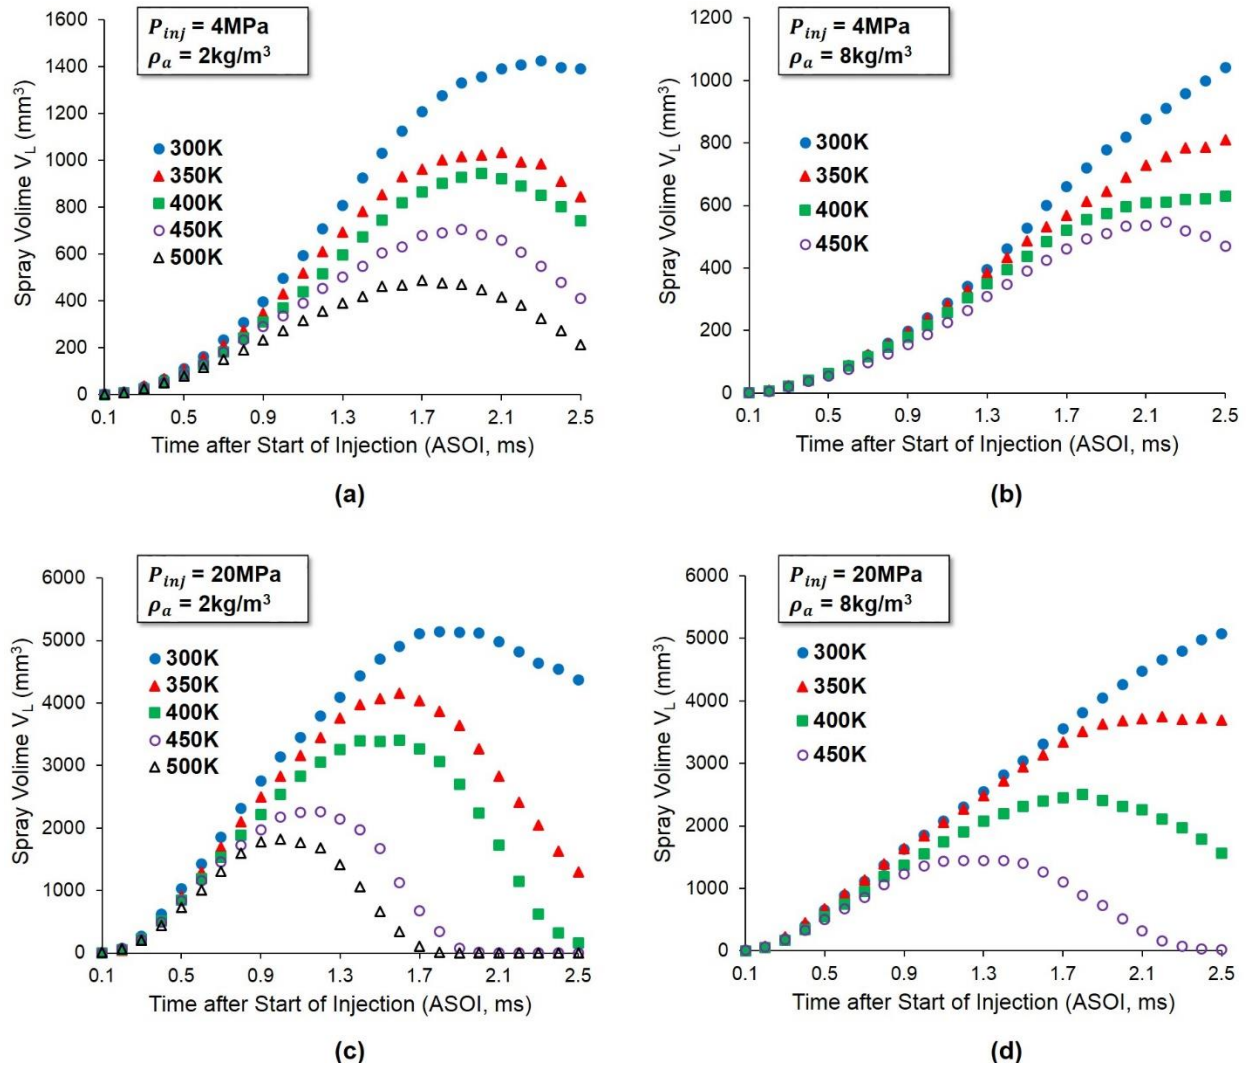 P_inj = 4MPa
ρ_a = 2kg/m³
Spray Volime V_L (mm³)
1600
1400
1200
1000
800
600
400
200
0
300K
350K
400K
450K
500K
0.1 0.5 0.9 1.3 1.7 2.1 2.5
Time after Start of Injection (ASOI, ms)
(a)
P_inj = 4MPa
ρ_a = 8kg/m³
Spray Volime V_L (mm³)
1200
1000
800
600
400
200
0
300K
350K
400K
450K
0.1 0.5 0.9 1.3 1.7 2.1 2.5
Time after Start of Injection (ASOI, ms)
(b)
P_inj = 20MPa
ρ_a = 2kg/m³
Spray Volime V_L (mm³)
6000
5000
4000
3000
2000
1000
0
300K
350K
400K
450K
500K
0.1 0.5 0.9 1.3 1.7 2.1 2.5
Time after Start of Injection (ASOI, ms)
(c)
P_inj = 20MPa
ρ_a = 8kg/m³
Spray Volime V_L (mm³)
6000
5000
4000
3000
2000
1000
0
300K
350K
400K
450K
0.1 0.5 0.9 1.3 1.7 2.1 2.5
Time after Start of Injection (ASOI, ms)
(d)